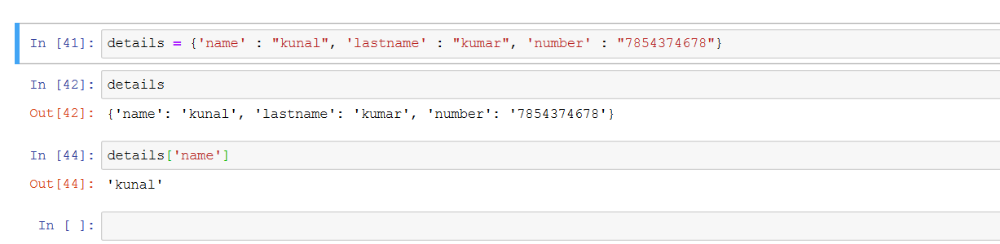 In [41]: details = {'name' : "kunal", 'lastname' : "kumar", 'number' : "7854374678"}
In [42]: details
Out[42]: {'name': 'kunal', 'lastname': 'kumar', 'number': '7854374678'}
In [44]: details['name']
Out[44]: 'kunal'
In [ ]: